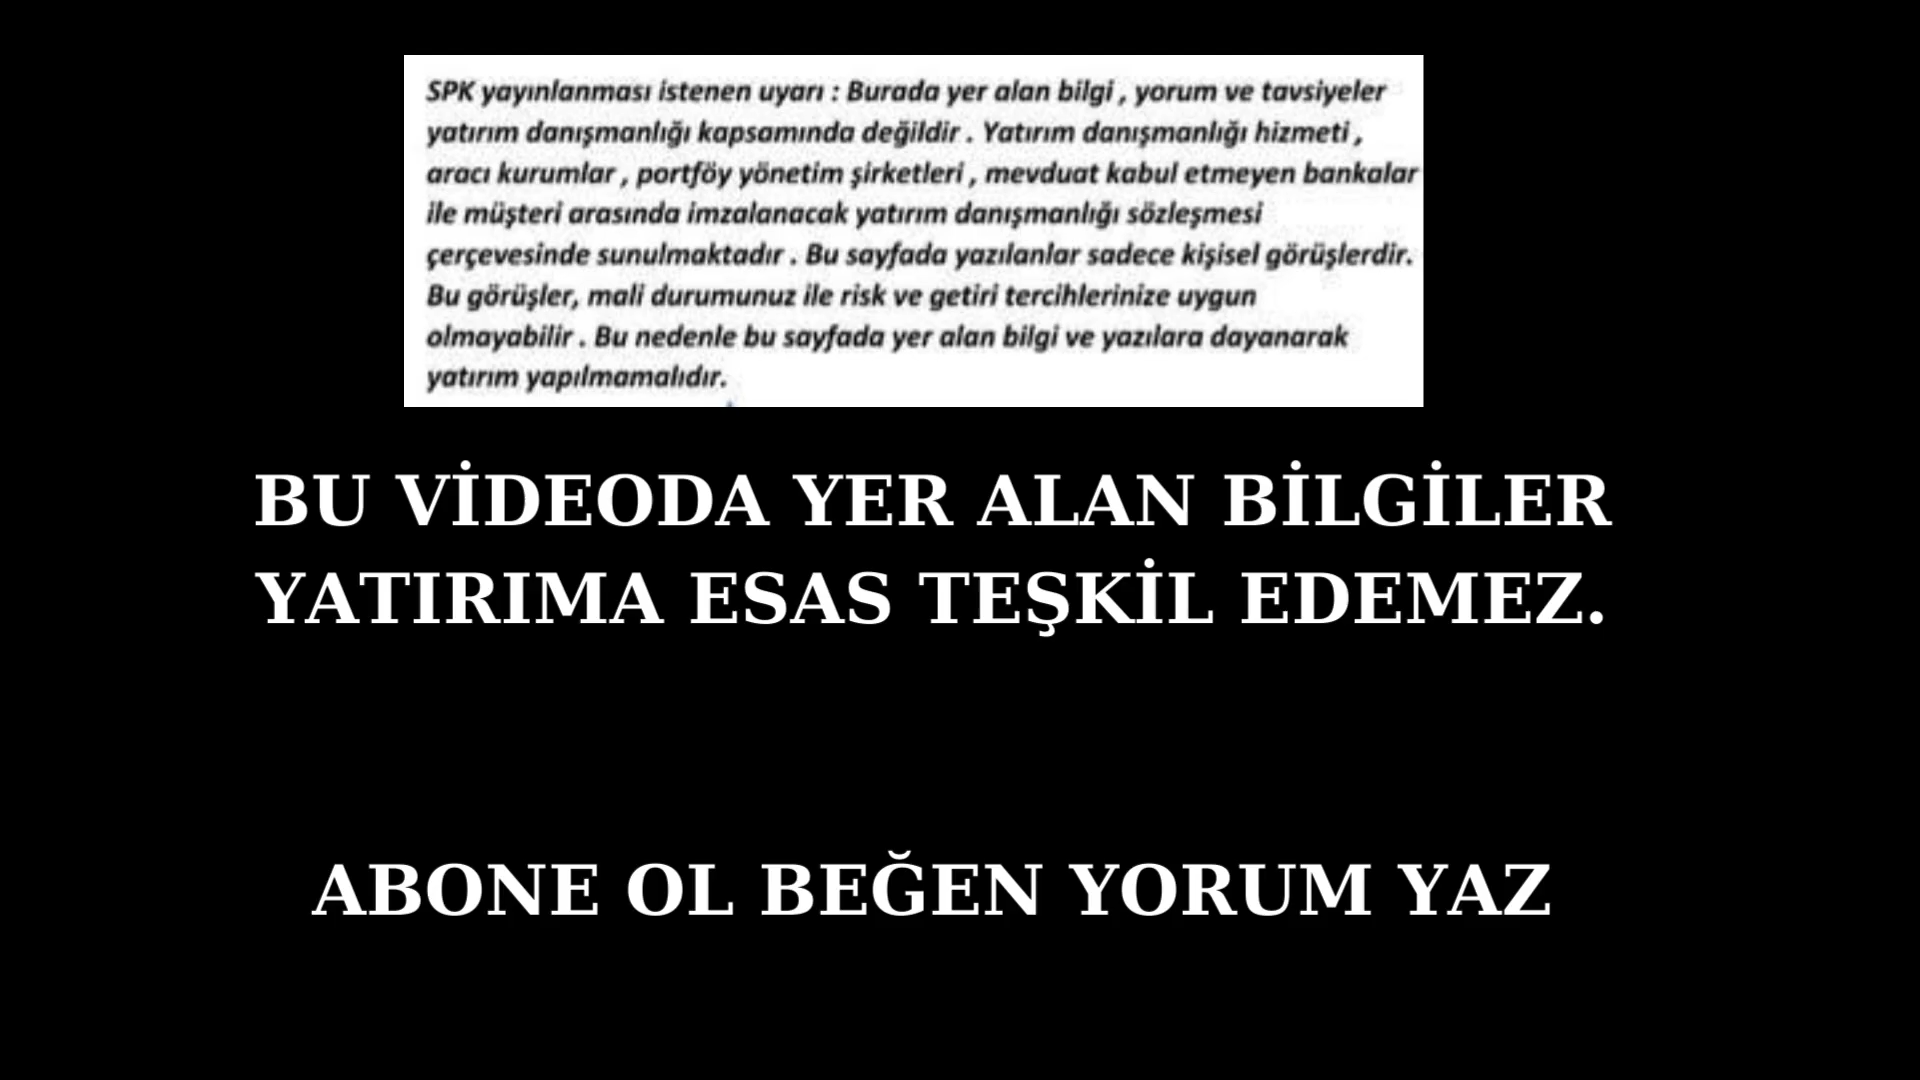 SPK yayınlanması istenen uyarı : Burada yer alan bilgi , yorum ve tavsiyeler
yatırım danışmanlığı kapsamında değildir . Yatırım danışmanlığı hizmeti ,
aracı kurumlar , portföy yönetim şirketleri , mevduat kabul etmeyen bankalar
ile müşteri arasında imzalanacak yatırım danışmanlığı sözleşmesi
çerçevesinde sunulmaktadır . Bu sayfada yazılanlar sadece kişisel görüşlerdir.
Bu görüşler, mali durumunuz ile risk ve getiri tercihlerinize uygun
olmayabilir . Bu nedenle bu sayfada yer alan bilgi ve yazılara dayanarak
yatırım yapılmamalıdır.
BU VİDEODA YER ALAN BİLGİLER
YATIRIMA ESAS TEŞKİL EDEMEZ.
ABONE OL BEĞEN YORUM YAZ